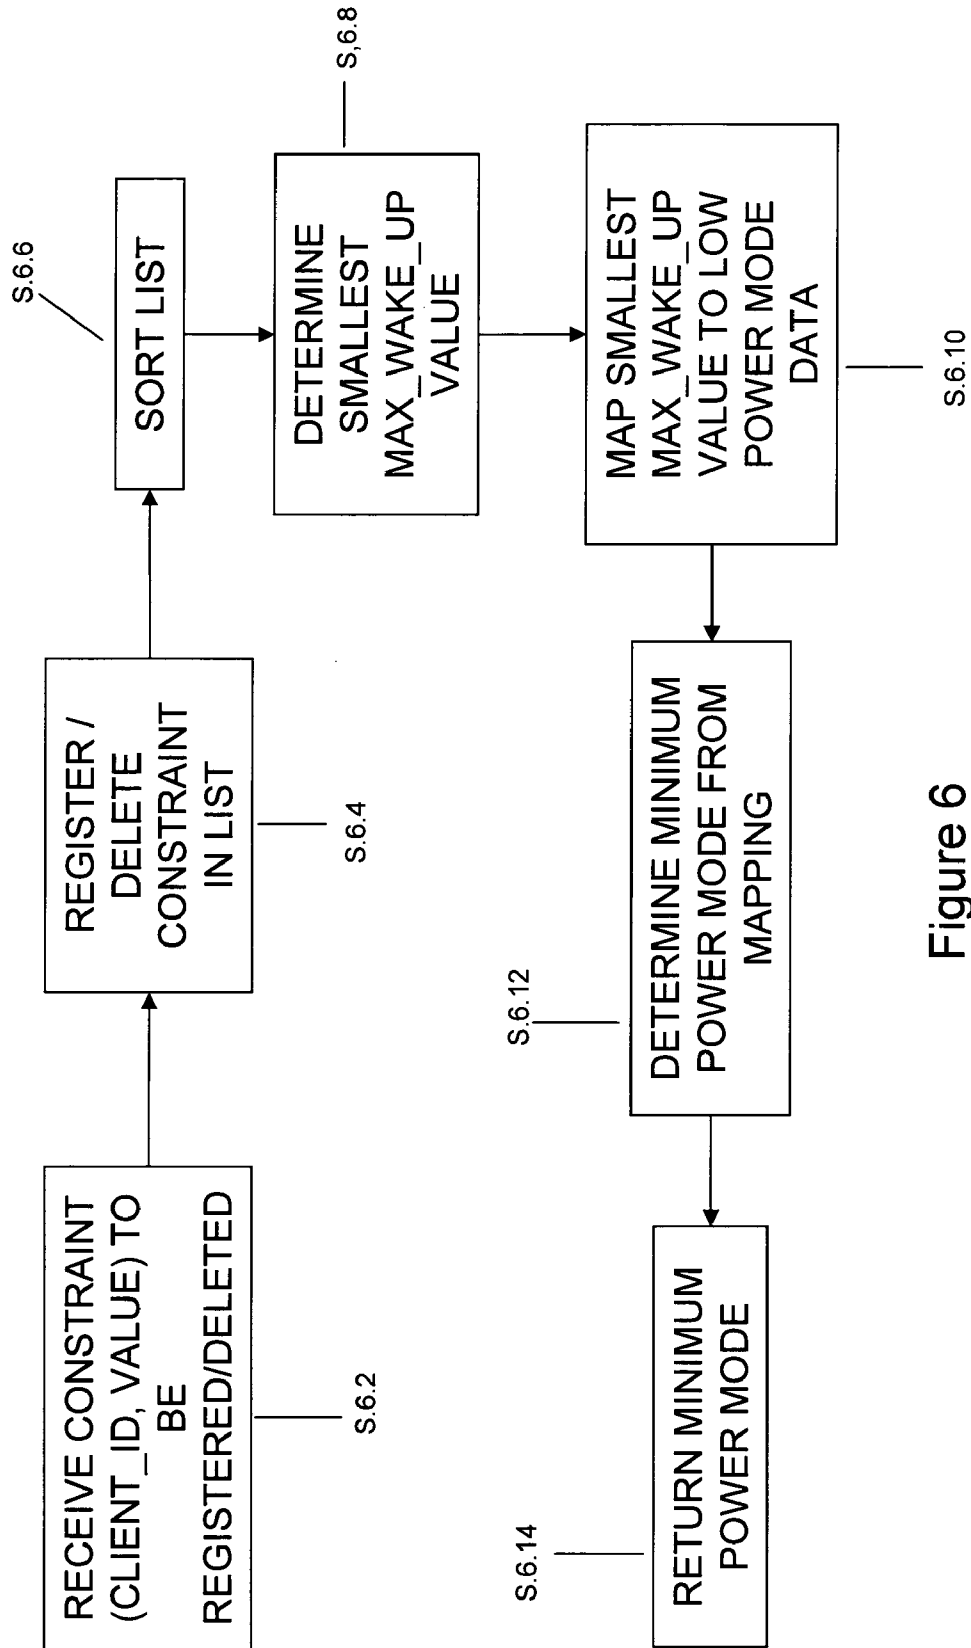 RECEIVE CONSTRAINT
(CLIENT_ID, VALUE) TO
BE
REGISTERED/DELETED
S.6.2
REGISTER /
DELETE
CONSTRAINT
IN LIST
S.6.4
S.6.6
SORT LIST
S,6.8
DETERMINE
SMALLEST
MAX_WAKE_UP
VALUE
MAP SMALLEST
MAX_WAKE_UP
VALUE TO LOW
POWER MODE
DATA
S.6.10
S.6.12
DETERMINE MINIMUM
POWER MODE FROM
MAPPING
S.6.14
RETURN MINIMUM
POWER MODE
Figure 6